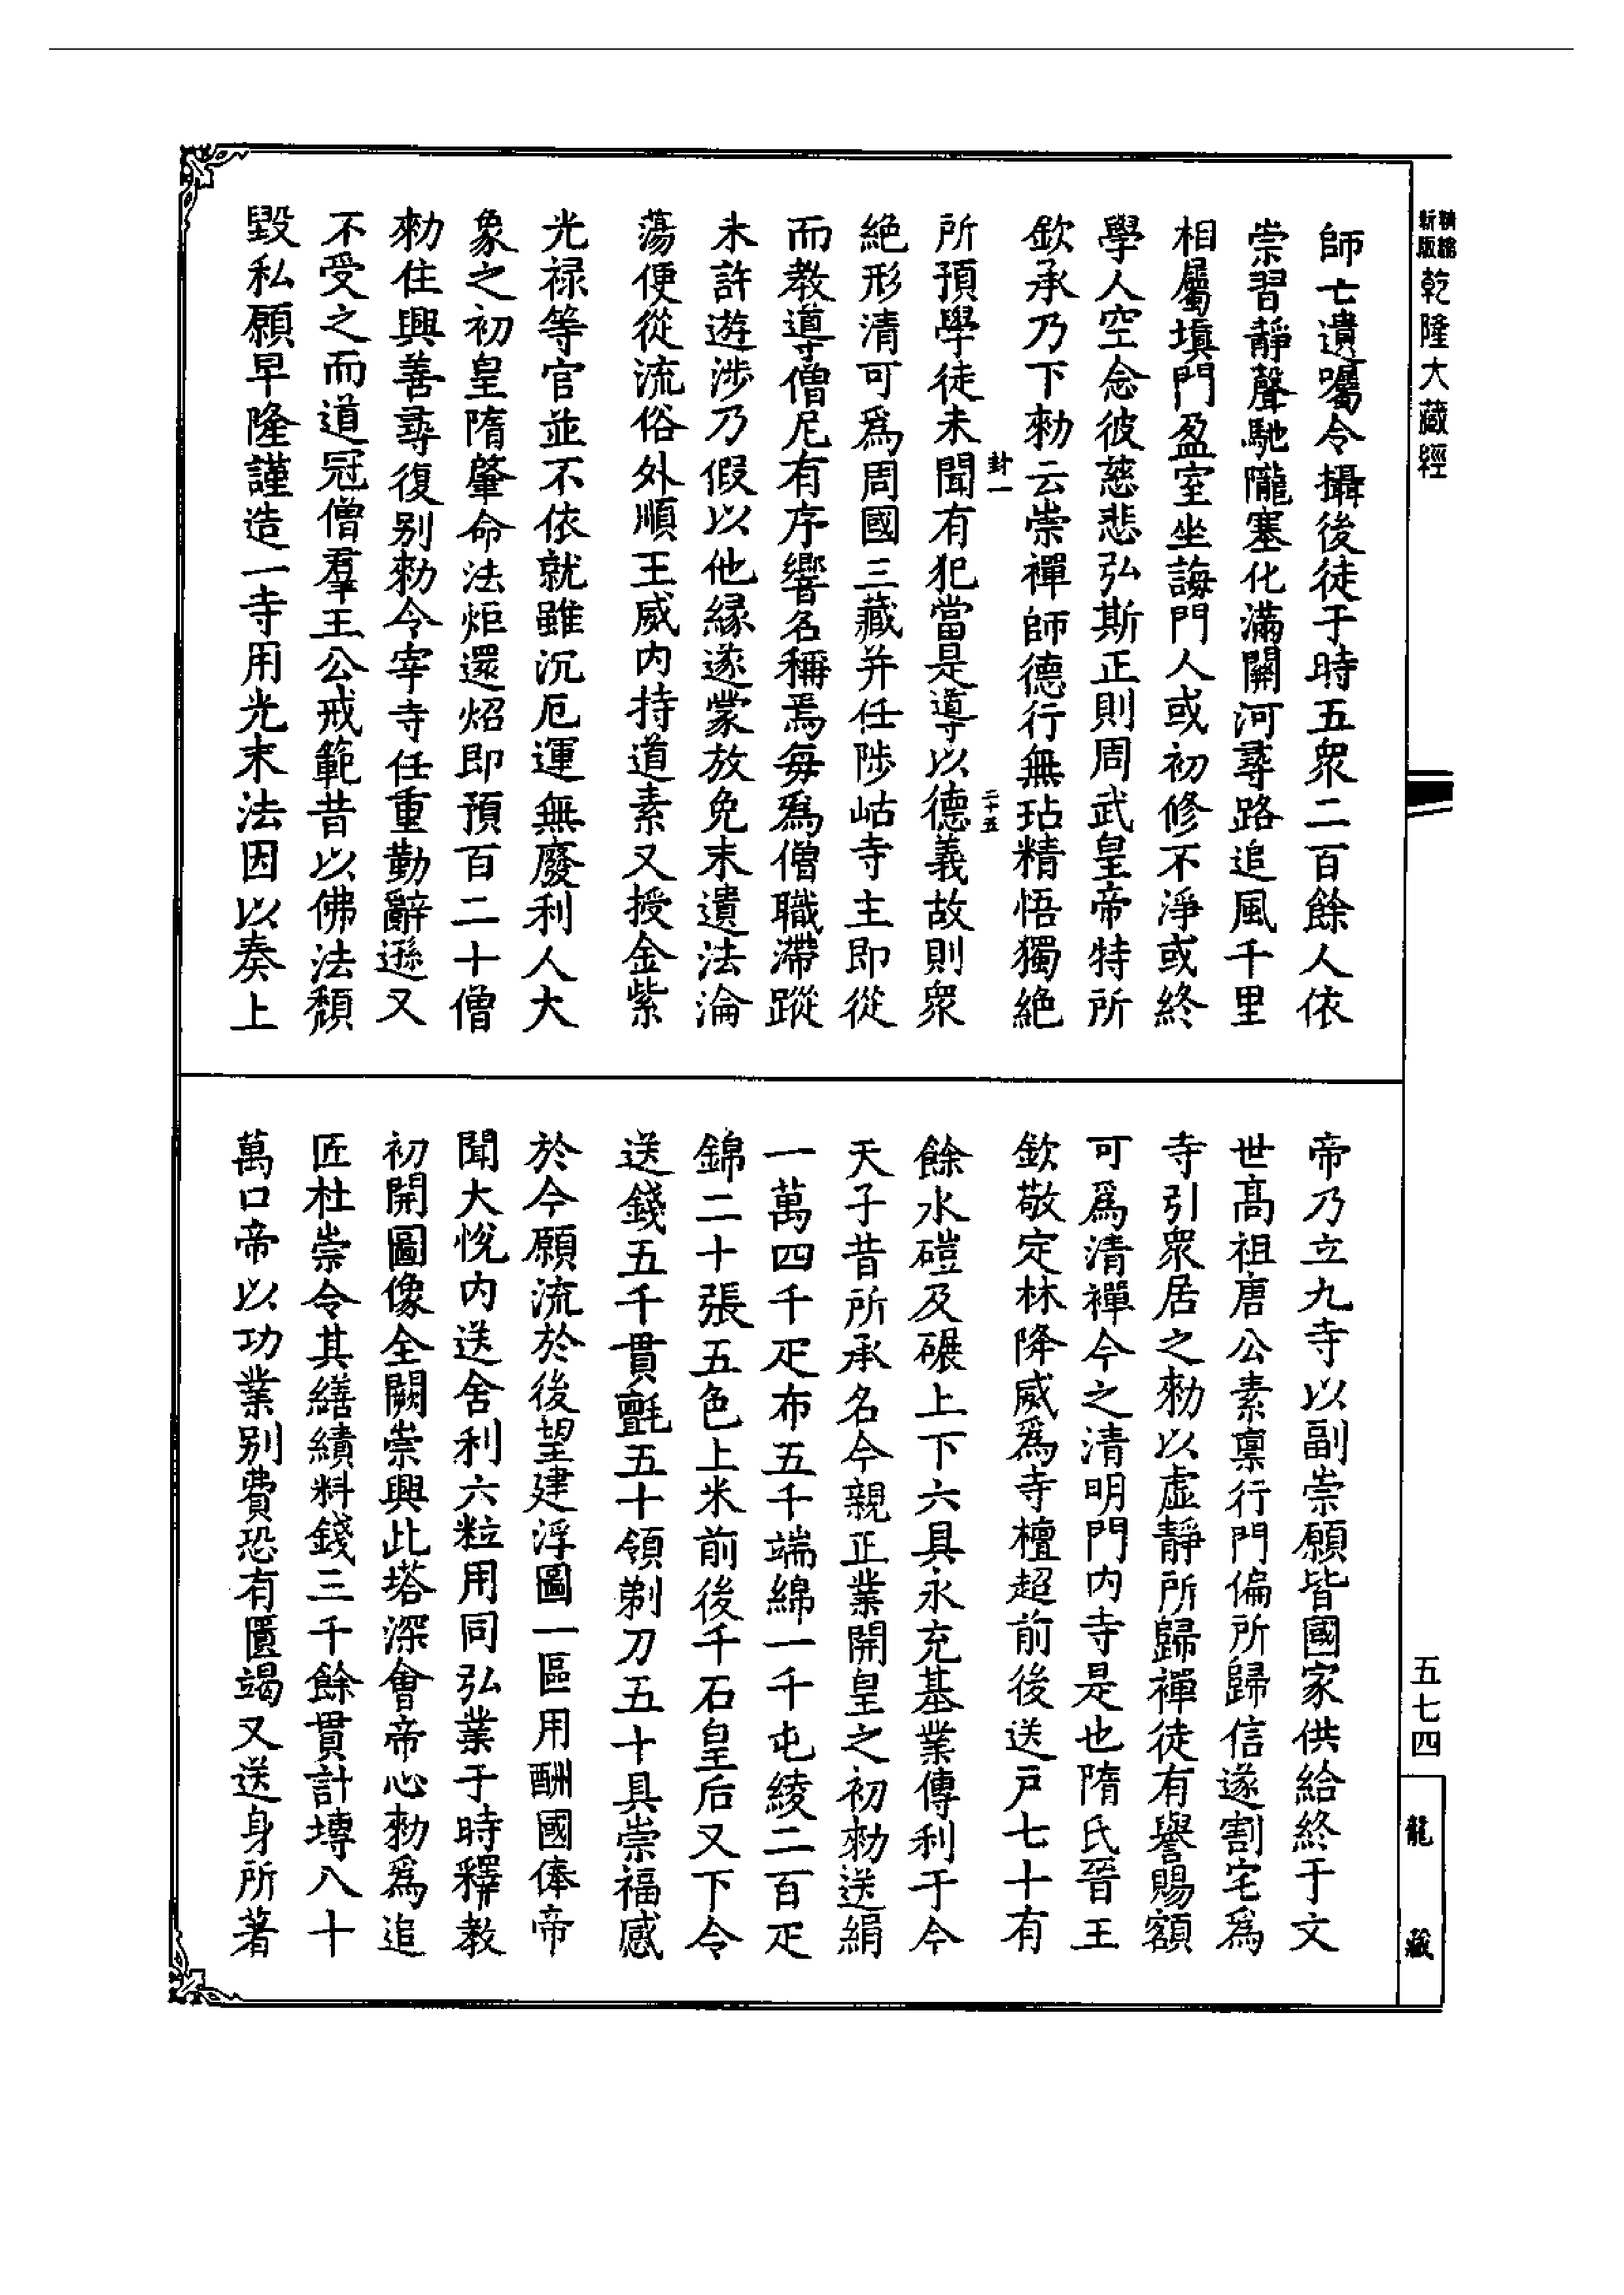 精縮新版乾隆大藏經
師亡遺囑令攝後徒于時五眾二百餘人依
崇習靜聲馳隴塞化滿關河尋路追風千里
相屬塡門盈室坐誨門人或初修不淨或終
學人空念彼慈悲弘斯正則周武皇帝特所
欽承乃下勑云崇禪師德行無玷精悟獨絕
封一
二十五
所預學徒未聞有犯當是導以德義故則眾
絕形清可爲周國三藏并任陟岵寺主即從
而教導僧尼有序響名稱焉每爲僧職滯蹤
未許遊涉乃假以他緣遂蒙放免末遺法淪
蕩便從流俗外順王威內持道素又授金紫
光祿等官並不依就雖沉厄運無廢利人大
象之初皇隋肇命法炬還炤即預百二十僧
勑住興善尋復別勑令宰寺任重勤辭遜又
不受之而道冠僧羣王公戒範昔以佛法頹
毀私願早隆謹造一寺用光末法因以奏上
帝乃立九寺以副崇願皆國家供給終于文
世高祖唐公素稟行門偏所歸信遂割宅爲
寺引眾居之勑以虛靜所歸禪徒有譽賜額
可爲清禪今之清明門內寺是也隋氏晉王
欽敬定林降威爲寺檀超前後送戶七十有
餘水磑及碾上下六具永充基業傳利于今
天子昔所承名今親正業開皇之初勑送絹
一萬四千疋布五千端綿一千屯綾二百疋
錦二十張五色上米前後千石皇后又下令
送錢五千貫氈五十領剃刀五十具崇福感
於今願流於後望建浮圖一區用酬國俸帝
聞大悅內送舍利六粒用同弘業于時釋教
初開圖像全闕崇興此塔深會帝心勑爲追
匠杜崇令其繕績料錢三千餘貫計塼八十
萬口帝以功業別費恐有匱竭又送身所著
五七四
龍藏